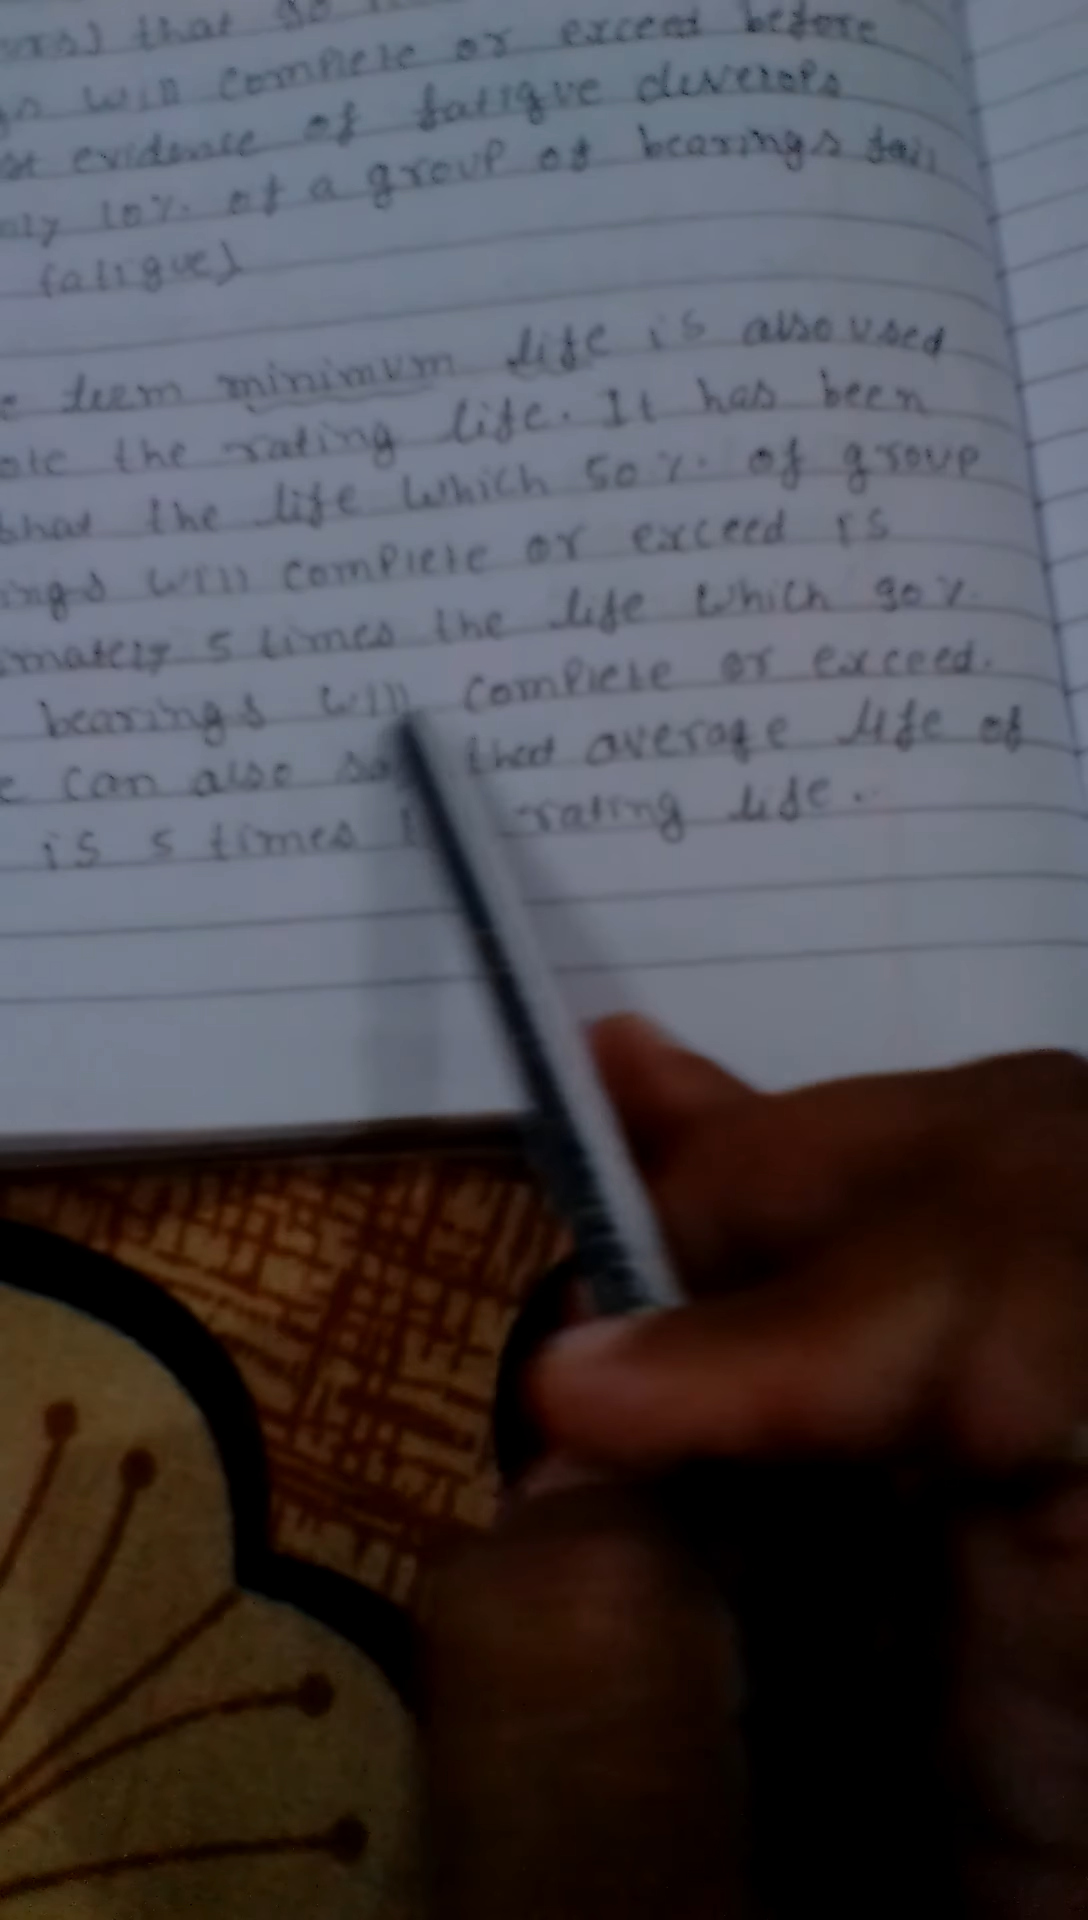 that 90
will complete or exceed before
evidence of fatigue develops
10% of a group of bearings fail
fatigue)
term minimum life is also used
the rating life. It has been
that the life which 50% of group
will complete or exceed is
5 times the life which 90%
bearings will complete or exceed.
can also that average life of
is 5 times rating life.